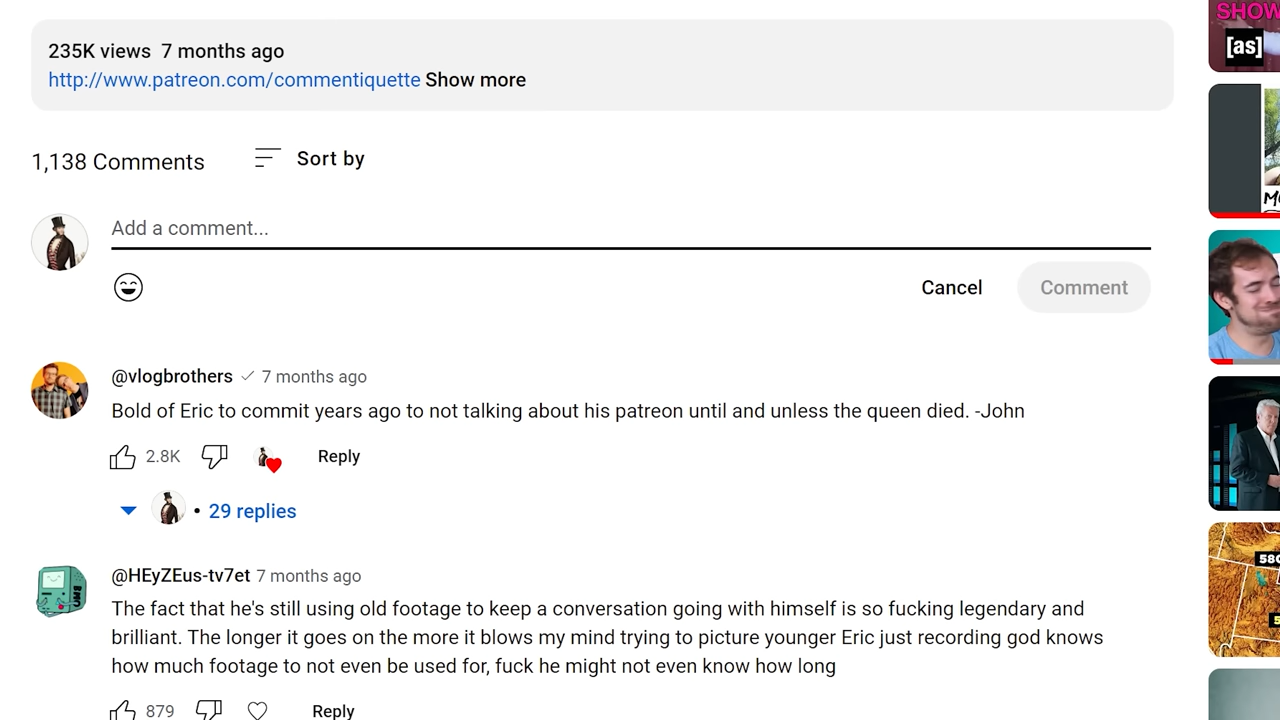 SHOW
[as]
235K views 7 months ago
http://www.patreon.com/commentiquette Show more
1,138 Comments Sort by
Add a comment...
Cancel Comment
@vlogbrothers 7 months ago
Bold of Eric to commit years ago to not talking about his patreon until and unless the queen died. -John
2.8K Reply
• 29 replies
@HEyZEus-tv7et 7 months ago
The fact that he's still using old footage to keep a conversation going with himself is so fucking legendary and
brilliant. The longer it goes on the more it blows my mind trying to picture younger Eric just recording god knows
how much footage to not even be used for, fuck he might not even know how long
879 Reply
580